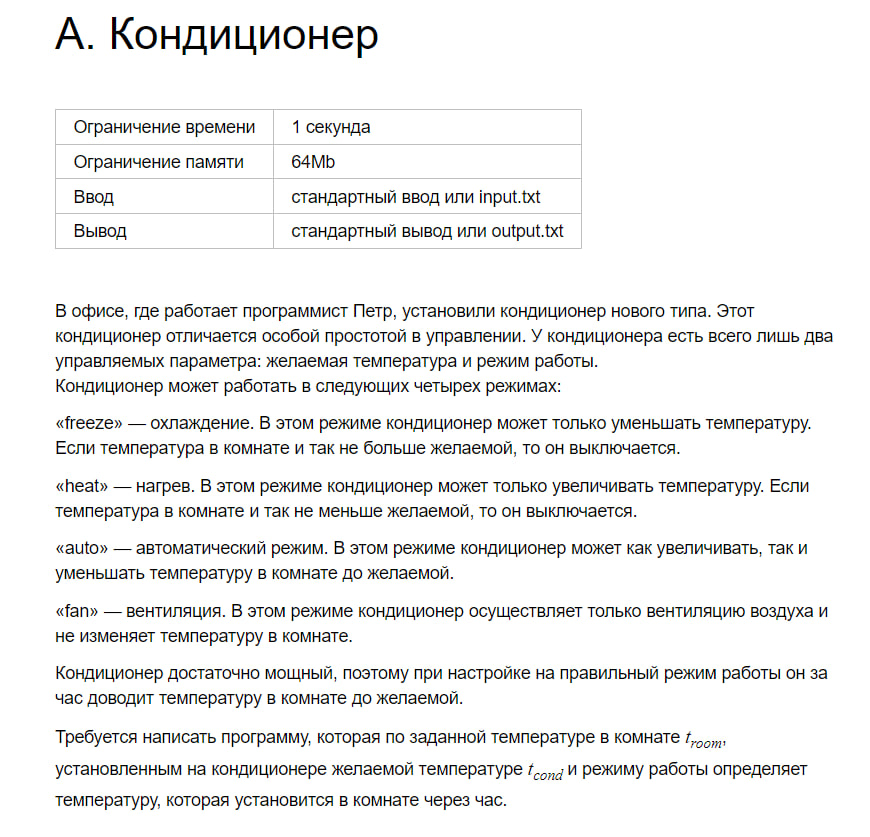 А. Кондиционер
Ограничение времени 1 секунда
Ограничение памяти 64Mb
Ввод стандартный ввод или input.txt
Вывод стандартный вывод или output.txt
В офисе, где работает программист Петр, установили кондиционер нового типа. Этот
кондиционер отличается особой простотой в управлении. У кондиционера есть всего лишь два
управляемых параметра: желаемая температура и режим работы.
Кондиционер может работать в следующих четырех режимах:
«freeze» — охлаждение. В этом режиме кондиционер может только уменьшать температуру.
Если температура в комнате и так не больше желаемой, то он выключается.
«heat» — нагрев. В этом режиме кондиционер может только увеличивать температуру. Если
температура в комнате и так не меньше желаемой, то он выключается.
«auto» — автоматический режим. В этом режиме кондиционер может как увеличивать, так и
уменьшать температуру в комнате до желаемой.
«fan» — вентиляция. В этом режиме кондиционер осуществляет только вентиляцию воздуха и
не изменяет температуру в комнате.
Кондиционер достаточно мощный, поэтому при настройке на правильный режим работы он за
час доводит температуру в комнате до желаемой.
Требуется написать программу, которая по заданной температуре в комнате t_room,
установленным на кондиционере желаемой температуре t_cond и режиму работы определяет
температуру, которая установится в комнате через час.